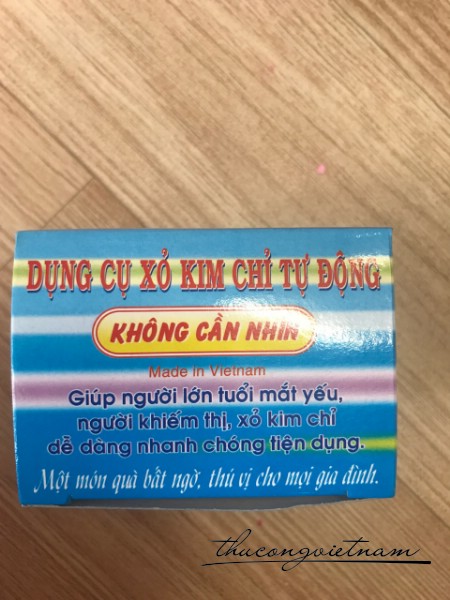 DỤNG CỤ XỎ KIM CHỈ TỰ ĐỘNG
KHÔNG CẦN NHÌN
Made in Vietnam
Giúp người lớn tuổi mắt yếu,
người khiếm thị, xỏ kim chỉ
dễ dàng nhanh chóng tiện dụng.
Một món quà bất ngờ, thú vị cho mọi gia đình.
thucongvietnam